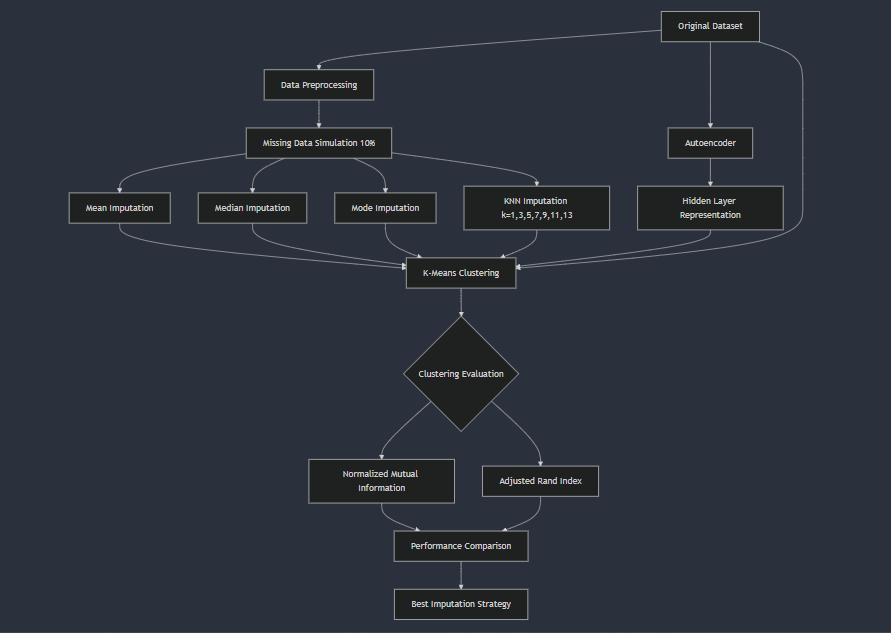 Original Dataset
Data Preprocessing
Missing Data Simulation 10%
Autoencoder
Mean Imputation
Median Imputation
Mode Imputation
KNN Imputation
k=1,3,5,7,9,11,13
Hidden Layer
Representation
K-Means Clustering
Clustering Evaluation
Normalized Mutual
Information
Adjusted Rand Index
Performance Comparison
Best Imputation Strategy